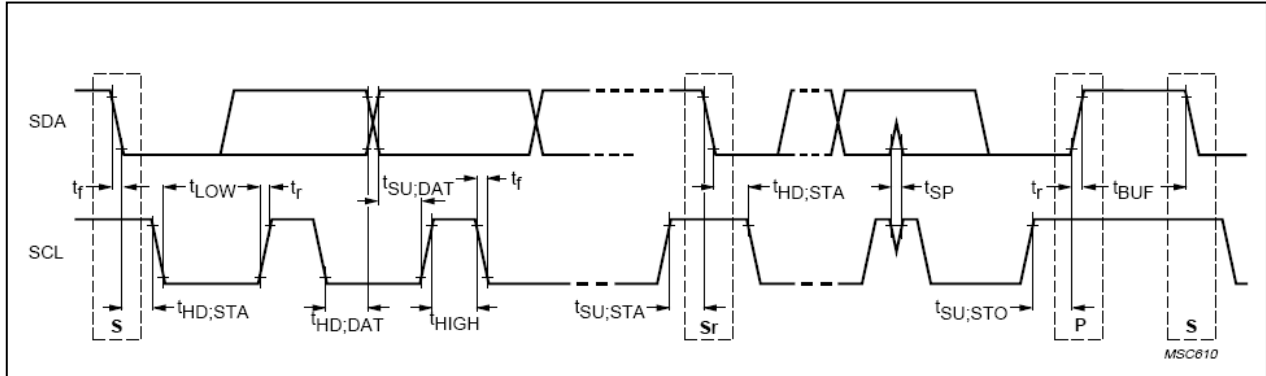 SDA
tf tLOW tr tSU;DAT tf tHD;STA tSP tr tBUF
SCL
tHD;STA tHD;DAT tHIGH tSU;STA tSU;STO
S Sr P S
MSC610